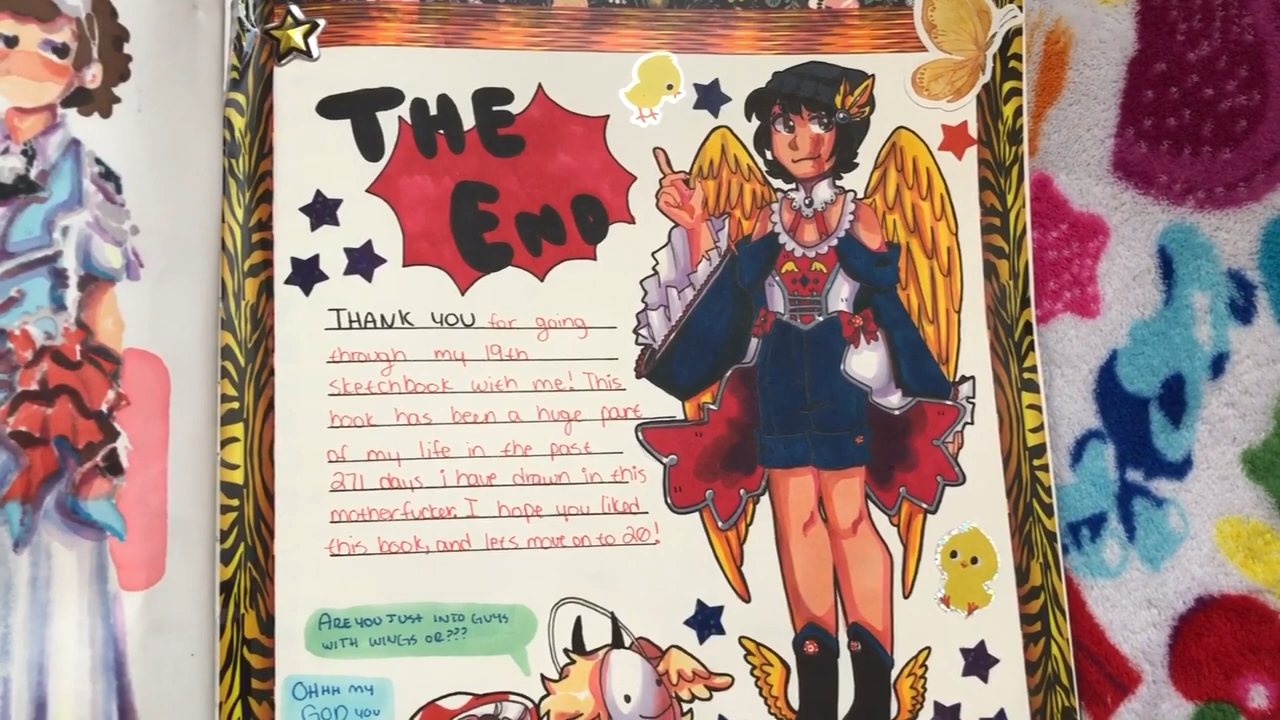 THE
END
THANK YOU for going
through my 19th
sketchbook with me! This
book has been a huge part
of my life in the past
271 days i have drawn in this
motherfucker. I hope you liked
this book, and lets move on to 20!
ARE YOU JUST INTO GUYS
WITH WINGS OR???
OHHH MY
GOD YOU